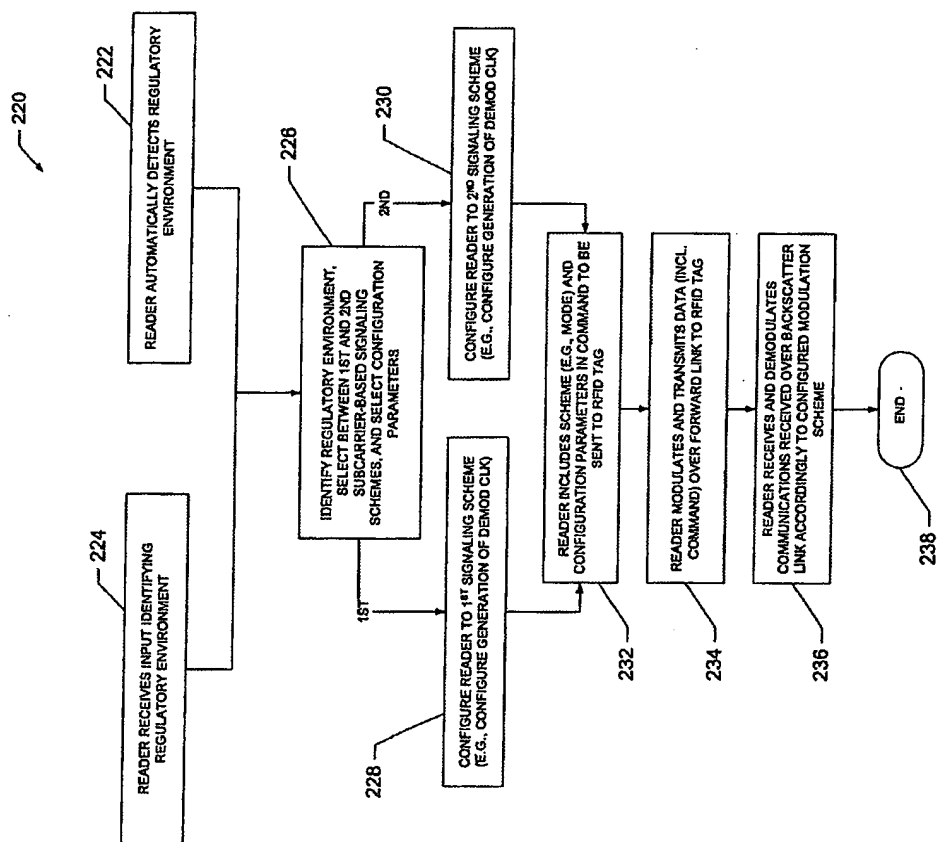 220
224
READER RECEIVES INPUT IDENTIFYING
REGULATORY ENVIRONMENT
222
READER AUTOMATICALLY DETECTS REGULATORY
ENVIRONMENT
226
IDENTIFY REGULATORY ENVIRONMENT,
SELECT BETWEEN 1ST AND 2ND
SUBCARRIER-BASED SIGNALING
SCHEMES, AND SELECT CONFIGURATION
PARAMETERS
1ST
2ND
228
CONFIGURE READER TO 1ST SIGNALING SCHEME
(E.G., CONFIGURE GENERATION OF DEMOD CLK)
230
CONFIGURE READER TO 2ND SIGNALING SCHEME
(E.G., CONFIGURE GENERATION OF DEMOD CLK)
232
READER INCLUDES SCHEME (E.G., MODE) AND
CONFIGURATION PARAMETERS IN COMMAND TO BE
SENT TO RFID TAG
234
READER MODULATES AND TRANSMITS DATA (INCL.
COMMAND) OVER FORWARD LINK TO RFID TAG
236
READER RECEIVES AND DEMODULATES
COMMUNICATIONS RECEIVED OVER BACKSCATTER
LINK ACCORDINGLY TO CONFIGURED MODULATION
SCHEME
END -
238